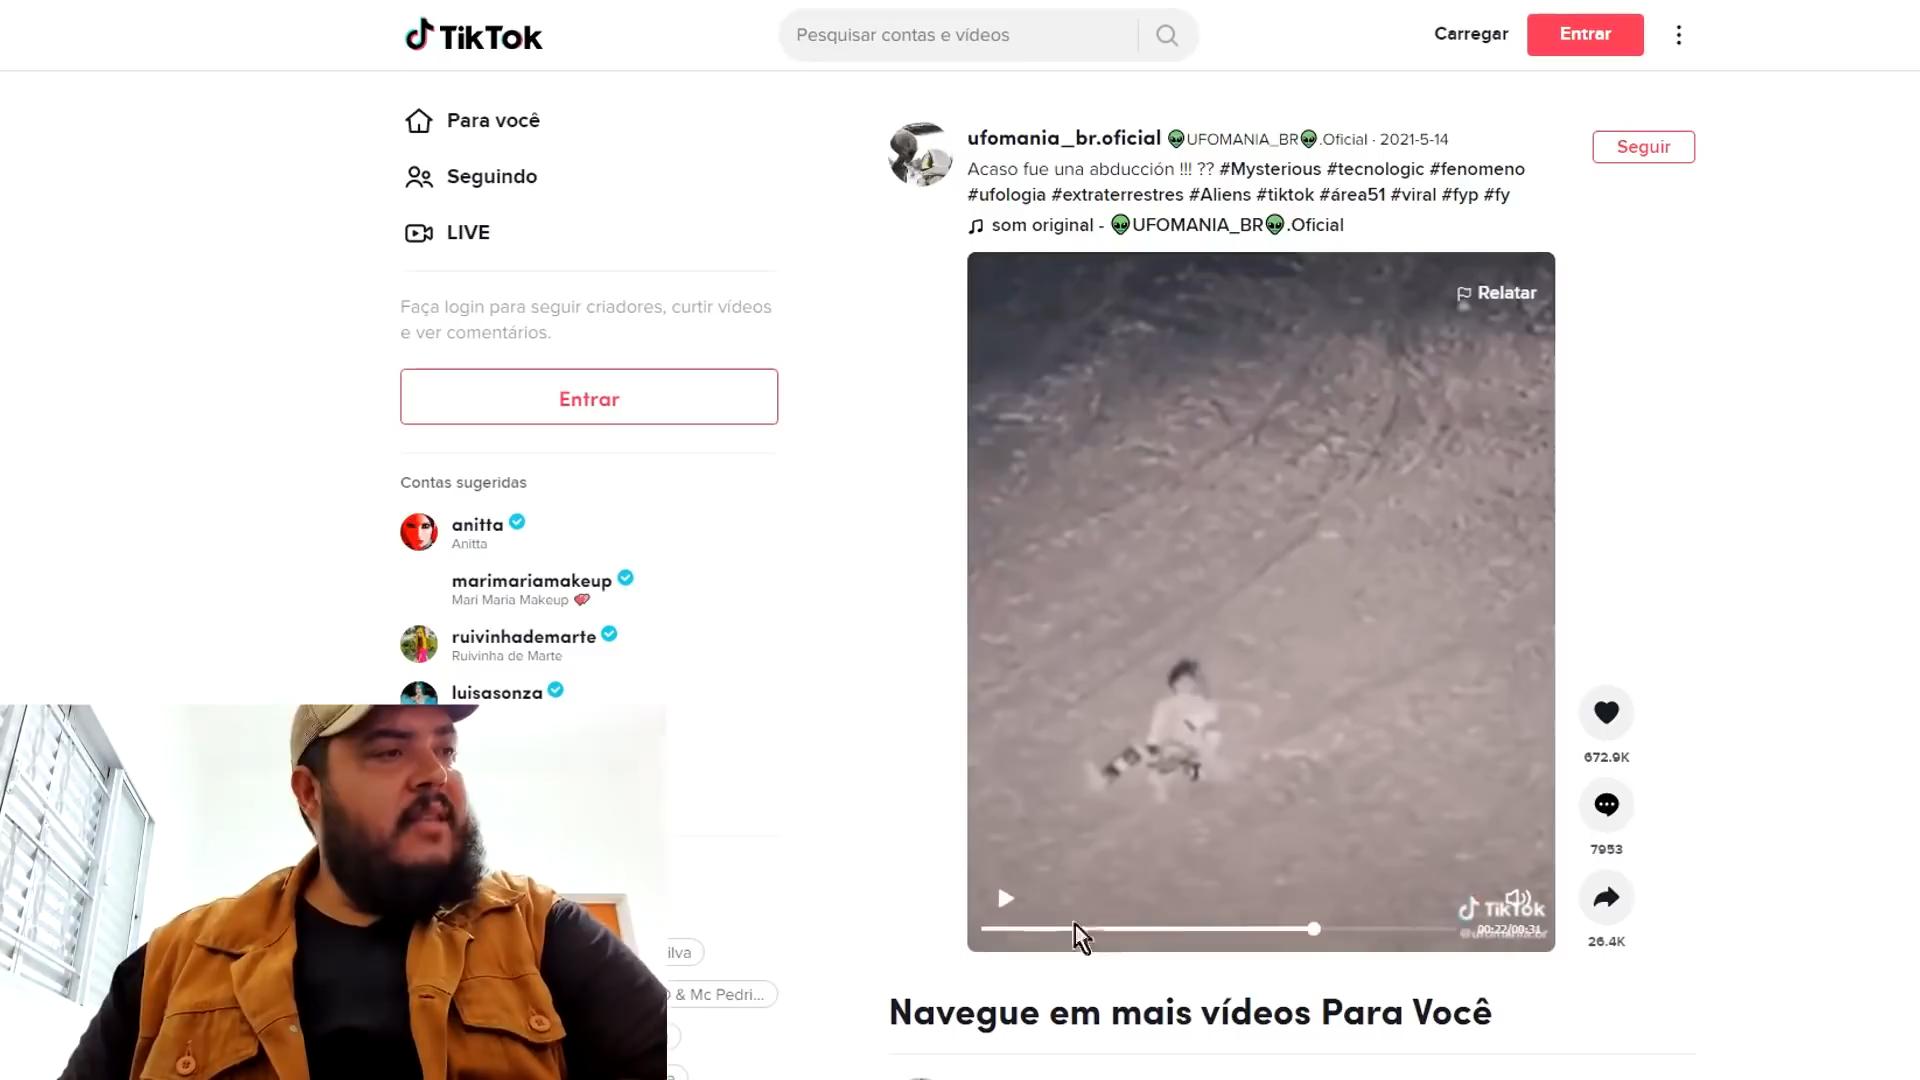 TikTok
Pesquisar contas e vídeos
Carregar
Entrar
Para você
Seguindo
LIVE
Faça login para seguir criadores, curtir vídeos
e ver comentários.
Entrar
Contas sugeridas
anitta
Anitta
marimariamakeup
Mari Maria Makeup
ruivinhademarte
Ruivinha de Marte
luisasonza
ilva
& Mc Pedri...
ufomania_br.oficial 👽UFOMANIA_BR👽.Oficial · 2021-5-14
Seguir
Acaso fue una abducción !!! ?? #Mysterious #tecnologic #fenomeno
#ufologia #extraterrestres #Aliens #tiktok #área51 #viral #fyp #fy
som original - 👽UFOMANIA_BR👽.Oficial
Relatar
TikTok
00:22/00:31
672.9K
7953
26.4K
Navegue em mais vídeos Para Você